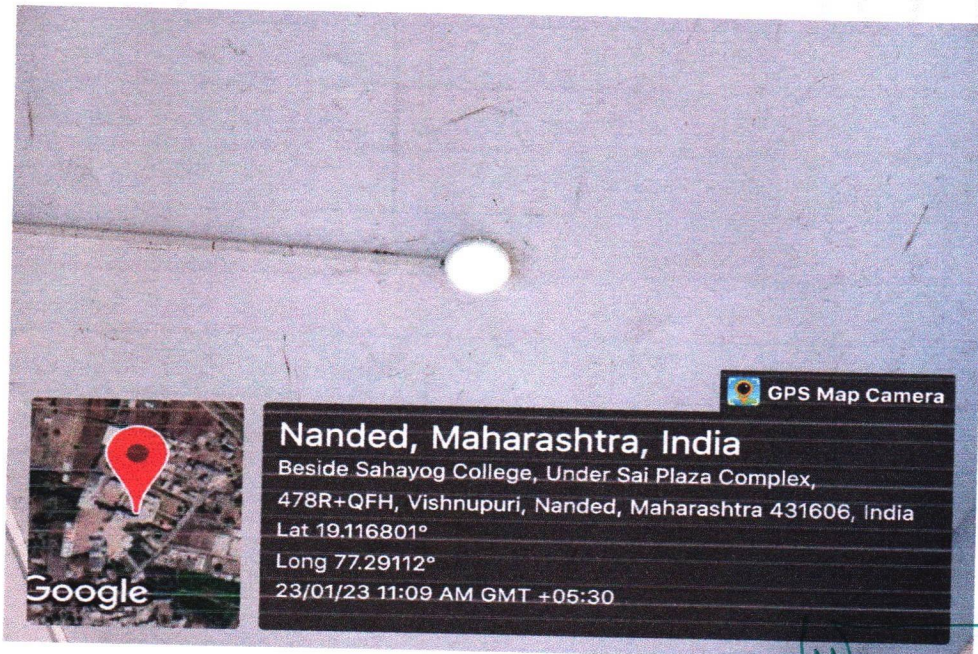 GPS Map Camera
Nanded, Maharashtra, India
Beside Sahayog College, Under Sai Plaza Complex,
478R+QFH, Vishnupuri, Nanded, Maharashtra 431606, India
Lat 19.116801°
Long 77.29112°
23/01/23 11:09 AM GMT +05:30
Google